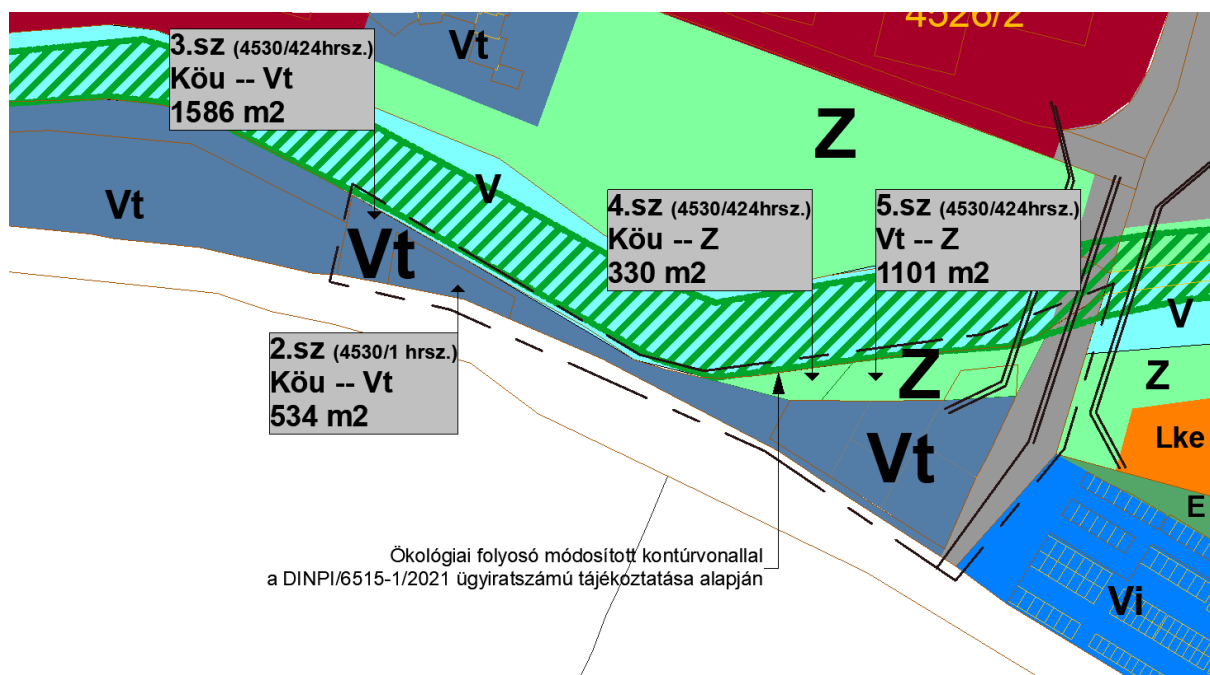 4526/2
3.sz (4530/424hrsz.)
Köu -- Vt
1586 m2
Vt
Z
V
Vt
Vt
4.sz (4530/424hrsz.)
Köu -- Z
330 m2
5.sz (4530/424hrsz.)
Vt -- Z
1101 m2
V
2.sz (4530/1 hrsz.)
Köu -- Vt
534 m2
Z
Z
Vt
Lke
E
Ökológiai folyosó módosított kontúrvonallal
a DINPI/6515-1/2021 ügyiratszámú tájékoztatása alapján
Vi